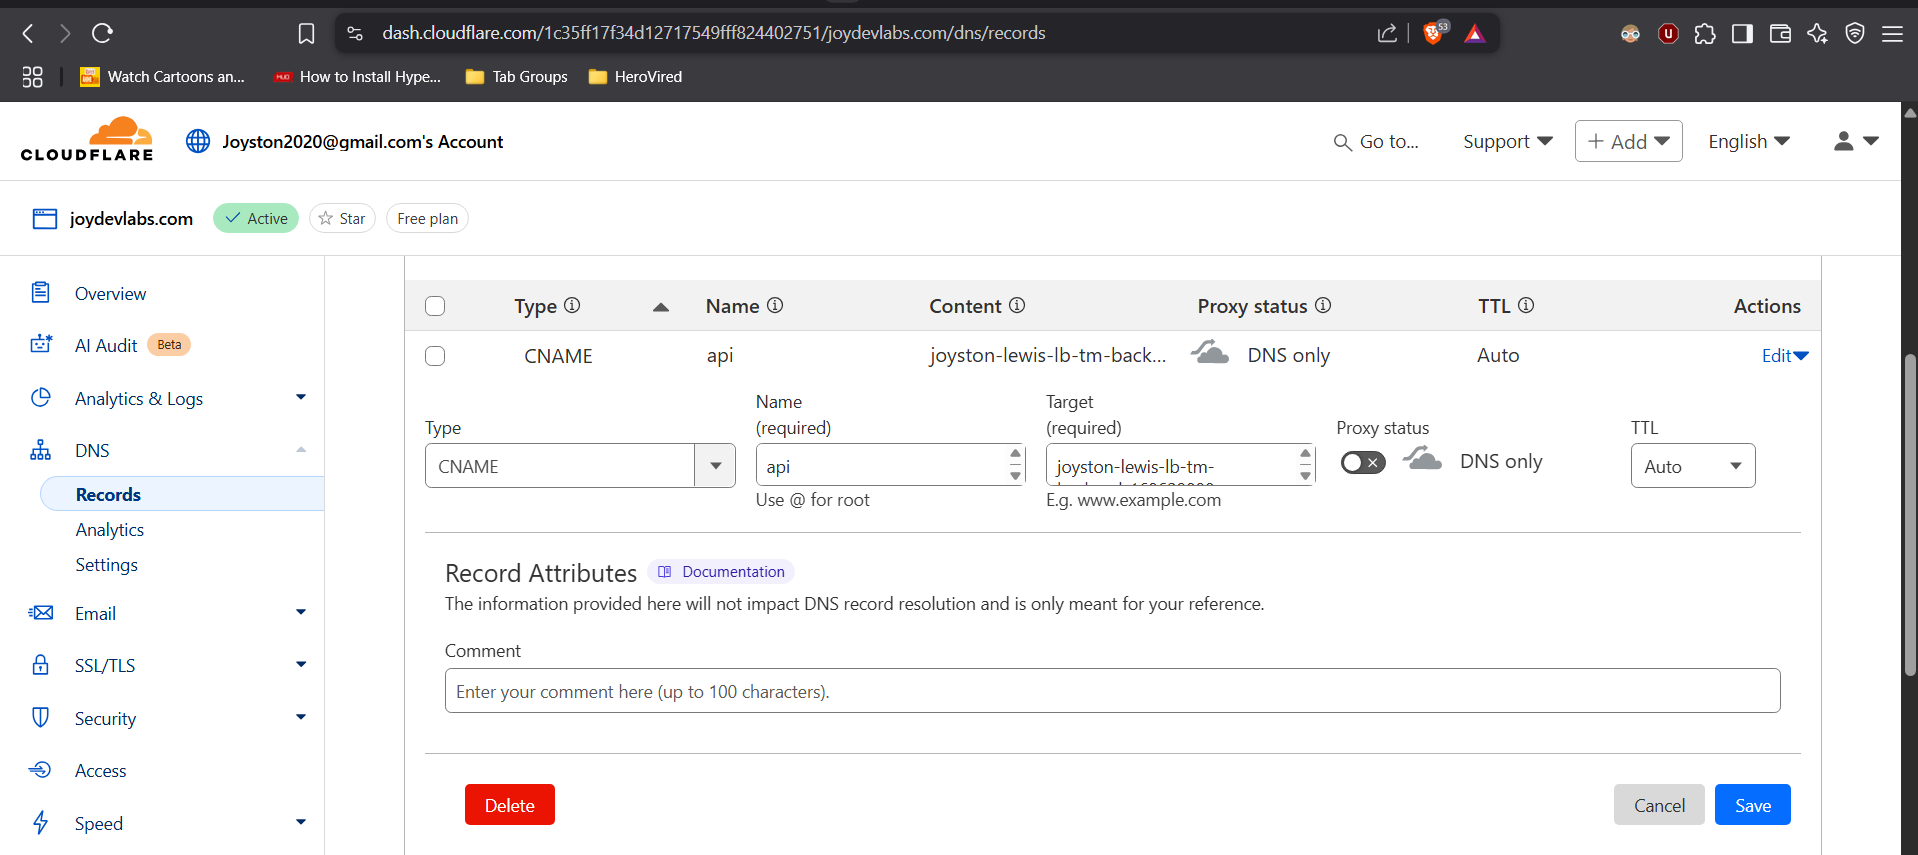 dash.cloudflare.com/1c35ff17f34d12717549fff824402751/joydevlabs.com/dns/records
53
U
Watch Cartoons an...
HUD
How to Install Hype...
Tab Groups
HeroVired
CLOUDFLARE
Joyston2020@gmail.com's Account
Go to...
Support
+ Add
English
joydevlabs.com
Active
Star
Free plan
Overview
AI Audit
Beta
Analytics & Logs
DNS
Records
Analytics
Settings
Email
SSL/TLS
Security
Access
Speed
Type
Name
Content
Proxy status
TTL
Actions
CNAME
api
joyston-lewis-lb-tm-back...
DNS only
Auto
Edit
Type
CNAME
Name
(required)
api
Use @ for root
Target
(required)
joyston-lewis-lb-tm-
E.g. www.example.com
Proxy status
DNS only
TTL
Auto
Record Attributes
Documentation
The information provided here will not impact DNS record resolution and is only meant for your reference.
Comment
Enter your comment here (up to 100 characters).
Delete
Cancel
Save